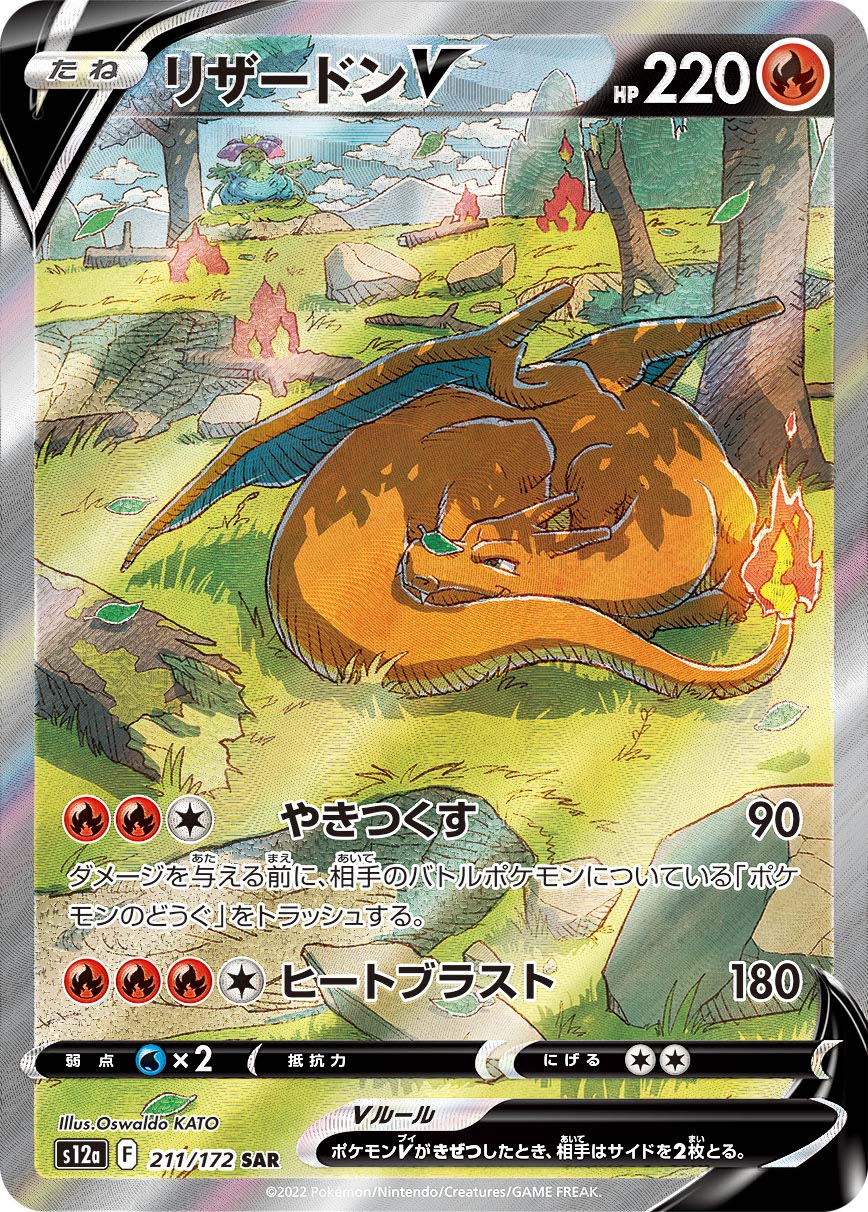 たね リザードンV HP 220
やきつくす 90
ダメージを与える前に、相手のバトルポケモンについている「ポケ
モンのどうぐ」をトラッシュする。
ヒートブラスト 180
弱点 ×2 抵抗力 にげる
Illus.Oswaldo KATO
Vルール
ポケモンVがきぜつしたとき、相手はサイドを2枚とる。
s12a F 211/172 SAR
©2022 Pokémon/Nintendo/Creatures/GAME FREAK.